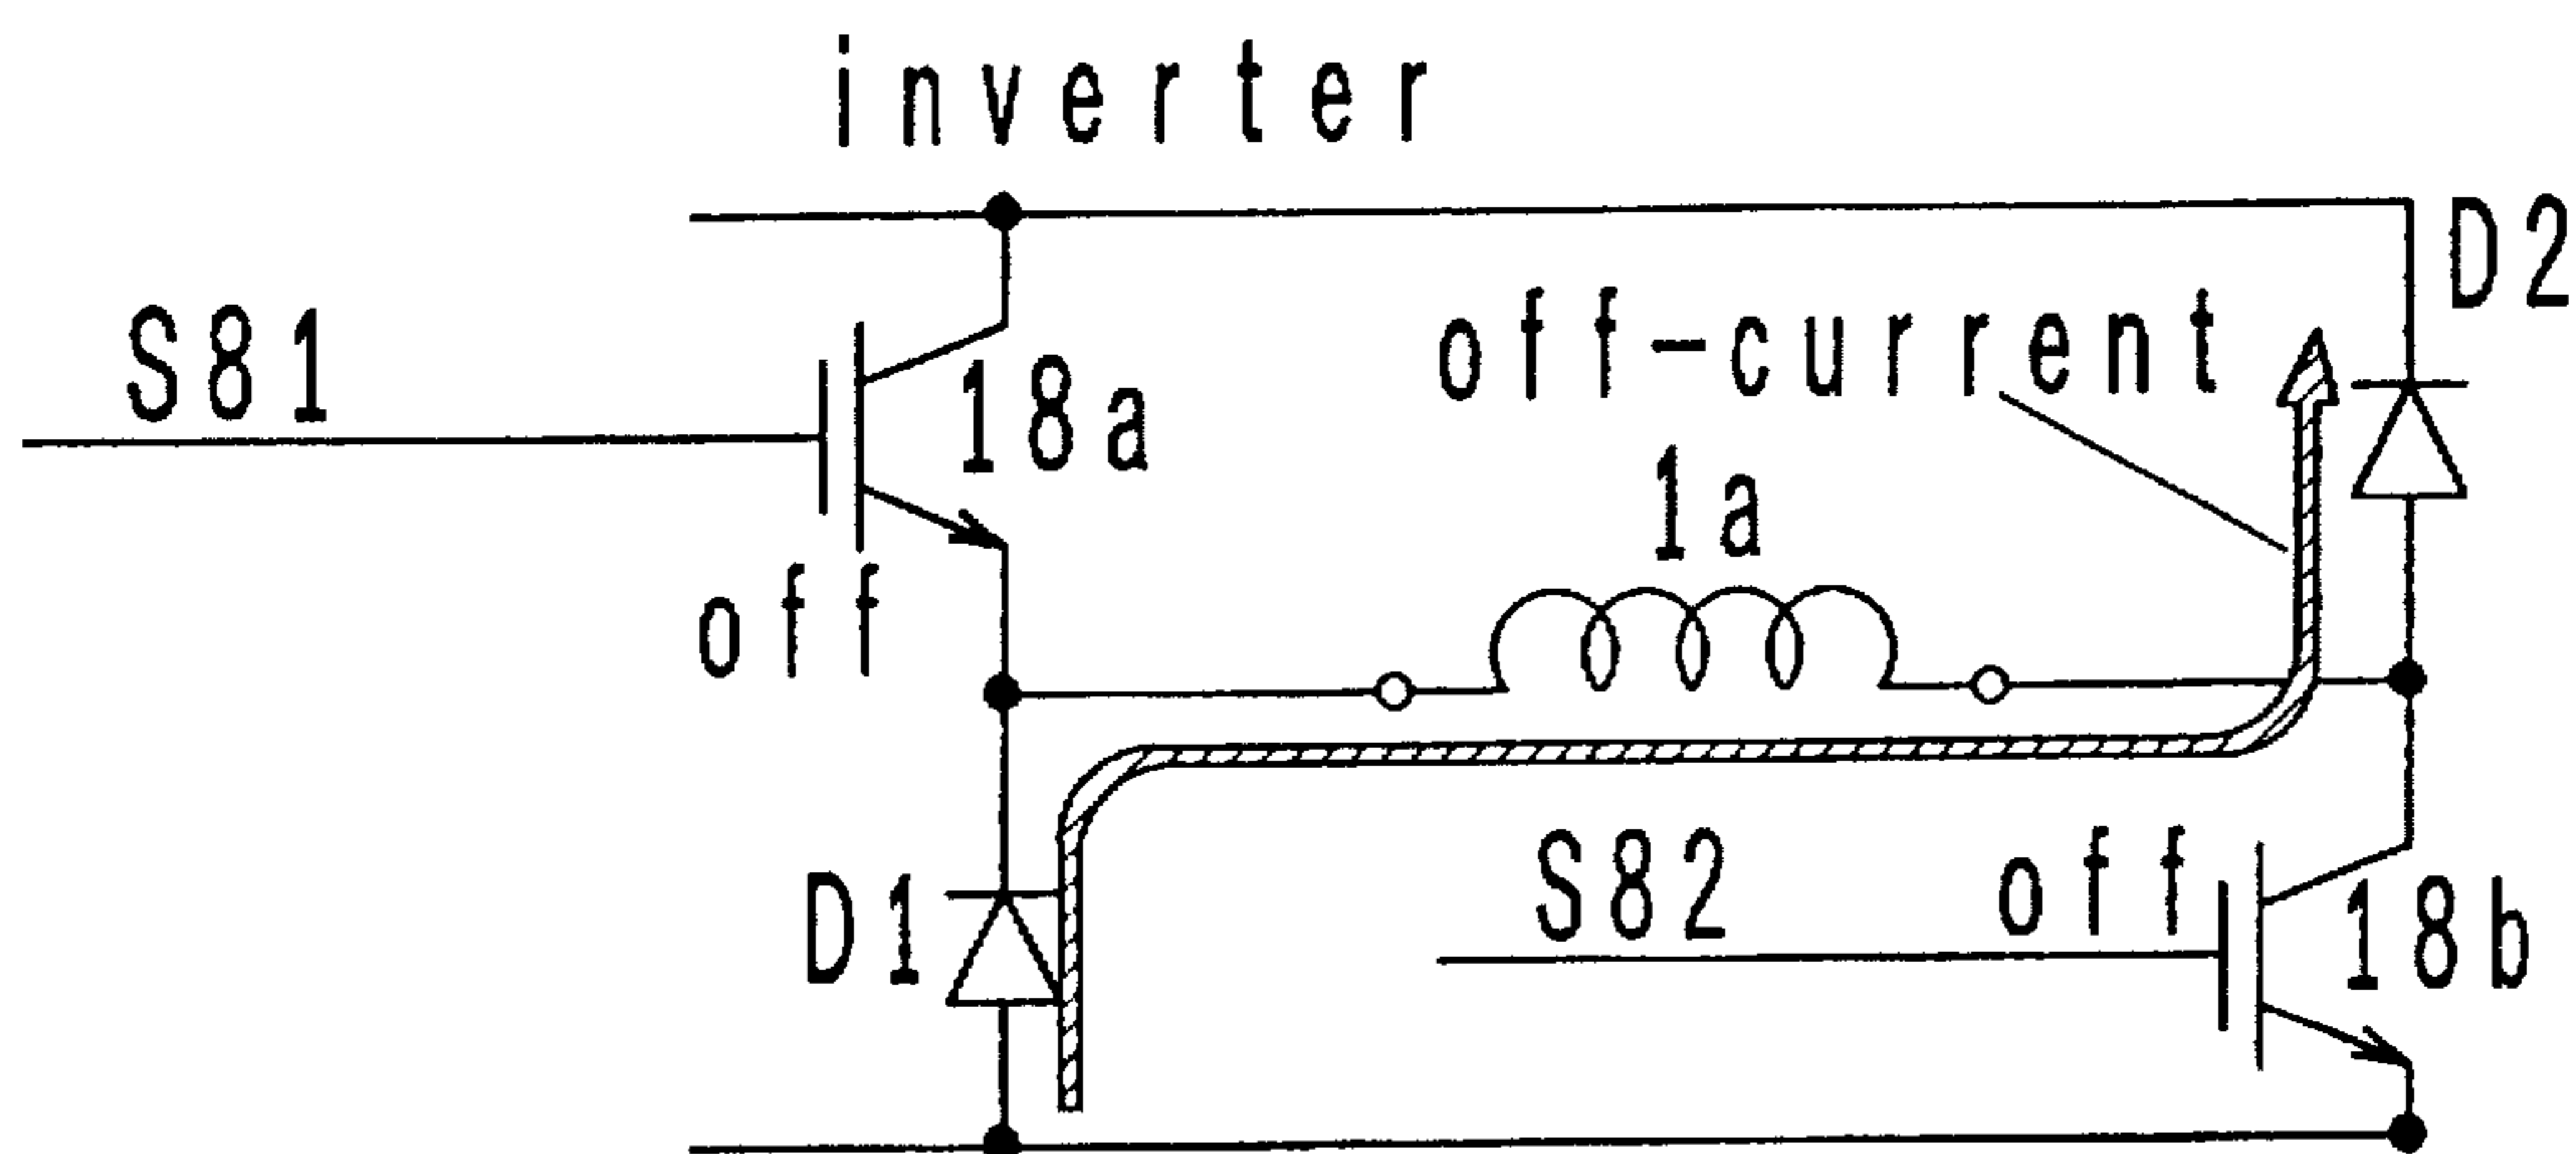 inverter
D2
S81
off-current
18a
1a
off
S82
off
D1
18b